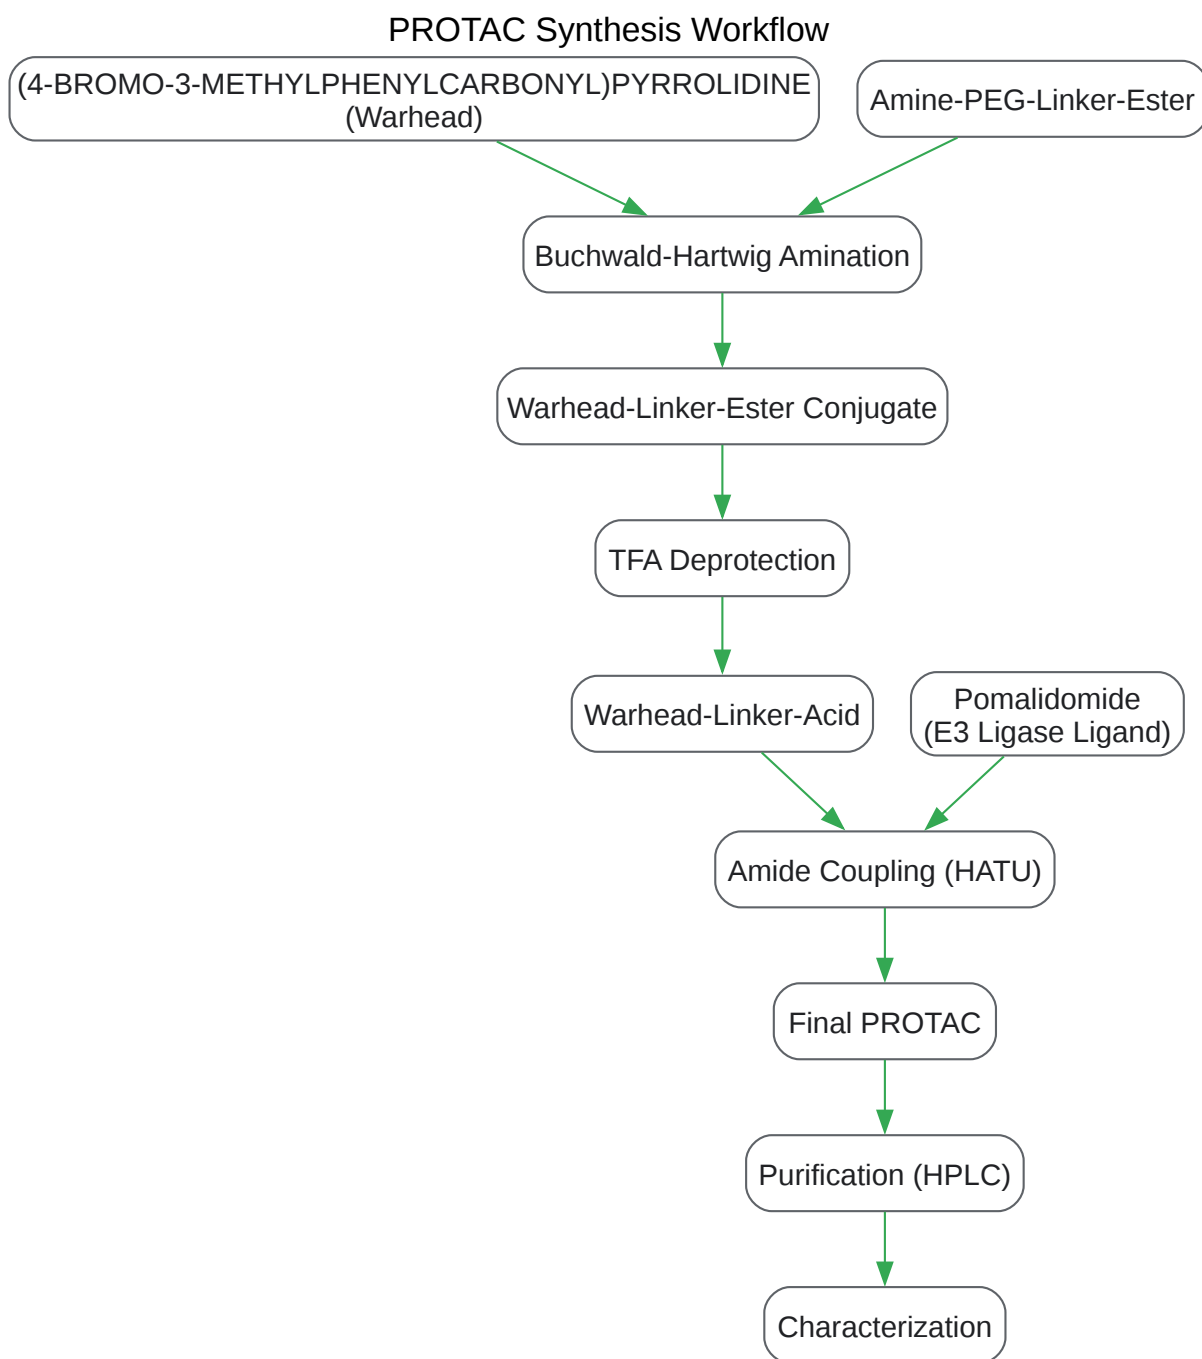 PROTAC Synthesis Workflow
(4-BROMO-3-METHYLPHENYLCARBONYL)PYRROLIDINE
(Warhead)
Amine-PEG-Linker-Ester
Buchwald-Hartwig Amination
Warhead-Linker-Ester Conjugate
TFA Deprotection
Warhead-Linker-Acid
Pomalidomide
(E3 Ligase Ligand)
Amide Coupling (HATU)
Final PROTAC
Purification (HPLC)
Characterization